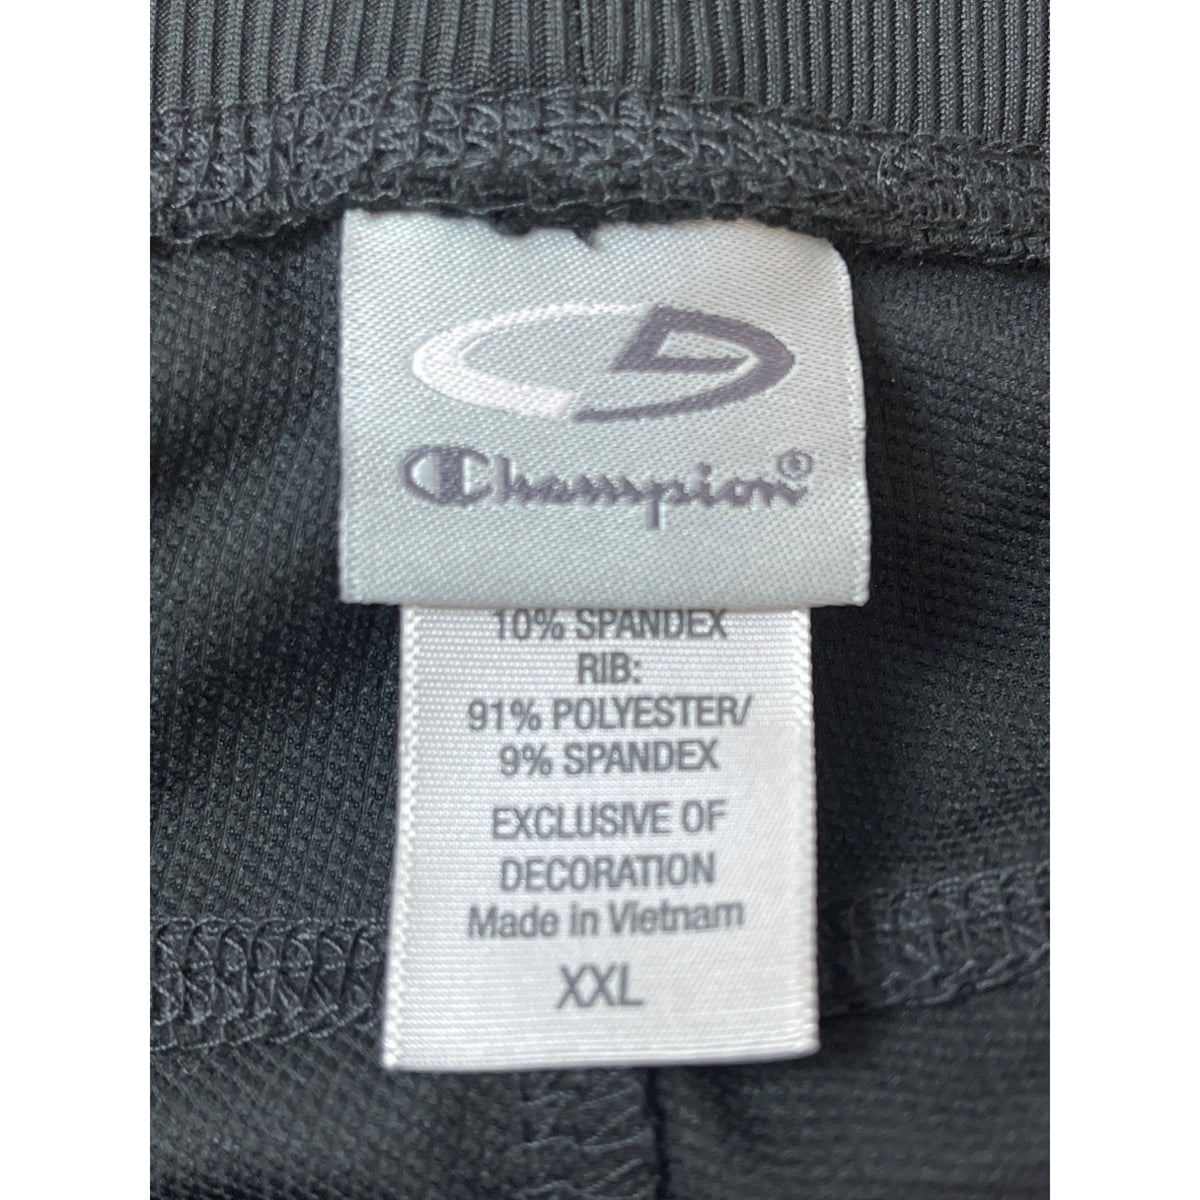 Champion®
10% SPANDEX
RIB:
91% POLYESTER/
9% SPANDEX
EXCLUSIVE OF
DECORATION
Made in Vietnam
XXL